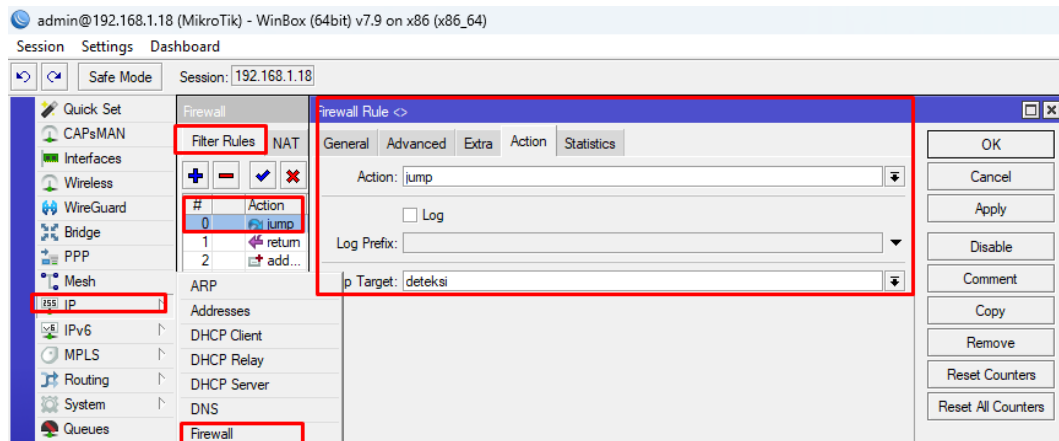 admin@192.168.1.18 (MikroTik) - WinBox (64bit) v7.9 on x86 (x86_64)
Session Settings Dashboard
Safe Mode Session: 192.168.1.18
Quick Set
CAPsMAN
Interfaces
Wireless
WireGuard
Bridge
PPP
Mesh
IP
IPv6
MPLS
Routing
System
Queues
Firewall
Filter Rules NAT
# Action
0 jump
1 return
2 add...
ARP
Addresses
DHCP Client
DHCP Relay
DHCP Server
DNS
Firewall
Firewall Rule <>
General Advanced Extra Action Statistics
Action: jump
Log
Log Prefix:
p Target: deteksi
OK
Cancel
Apply
Disable
Comment
Copy
Remove
Reset Counters
Reset All Counters